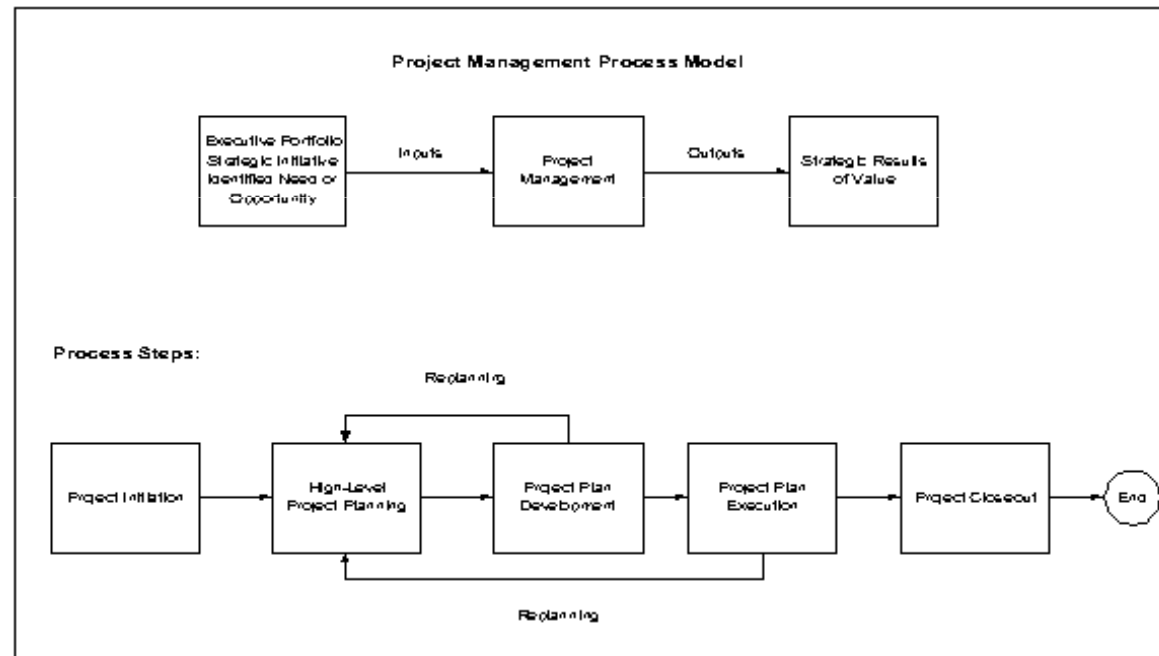 Project Management Process Model
Executive Portfolio
Strategic Initiative
Identified Need or
Opportunity
Inputs
Project
Management
Outputs
Strategic Results
of Value
Process Steps:
Replanning
Project Initiation
High-Level
Project Planning
Project Plan
Development
Project Plan
Execution
Project Closeout
End
Replanning